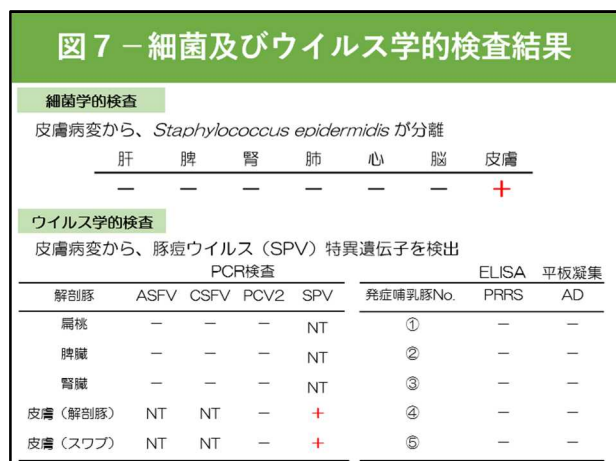 図７－細菌及びウイルス学的検査結果
細菌学的検査
皮膚病変から、Staphylococcus epidermidis が分離
肝 脾 腎 肺 心 脳 皮膚
－ － － － － － ＋
ウイルス学的検査
皮膚病変から、豚痘ウイルス（SPV）特異遺伝子を検出
PCR検査 ELISA 平板凝集
解剖豚 ASFV CSFV PCV2 SPV 発症哺乳豚No. PRRS AD
扁桃 － － － NT ① － －
脾臓 － － － NT ② － －
腎臓 － － － NT ③ － －
皮膚（解剖豚） NT NT － ＋ ④ － －
皮膚（スワブ） NT NT － ＋ ⑤ － －